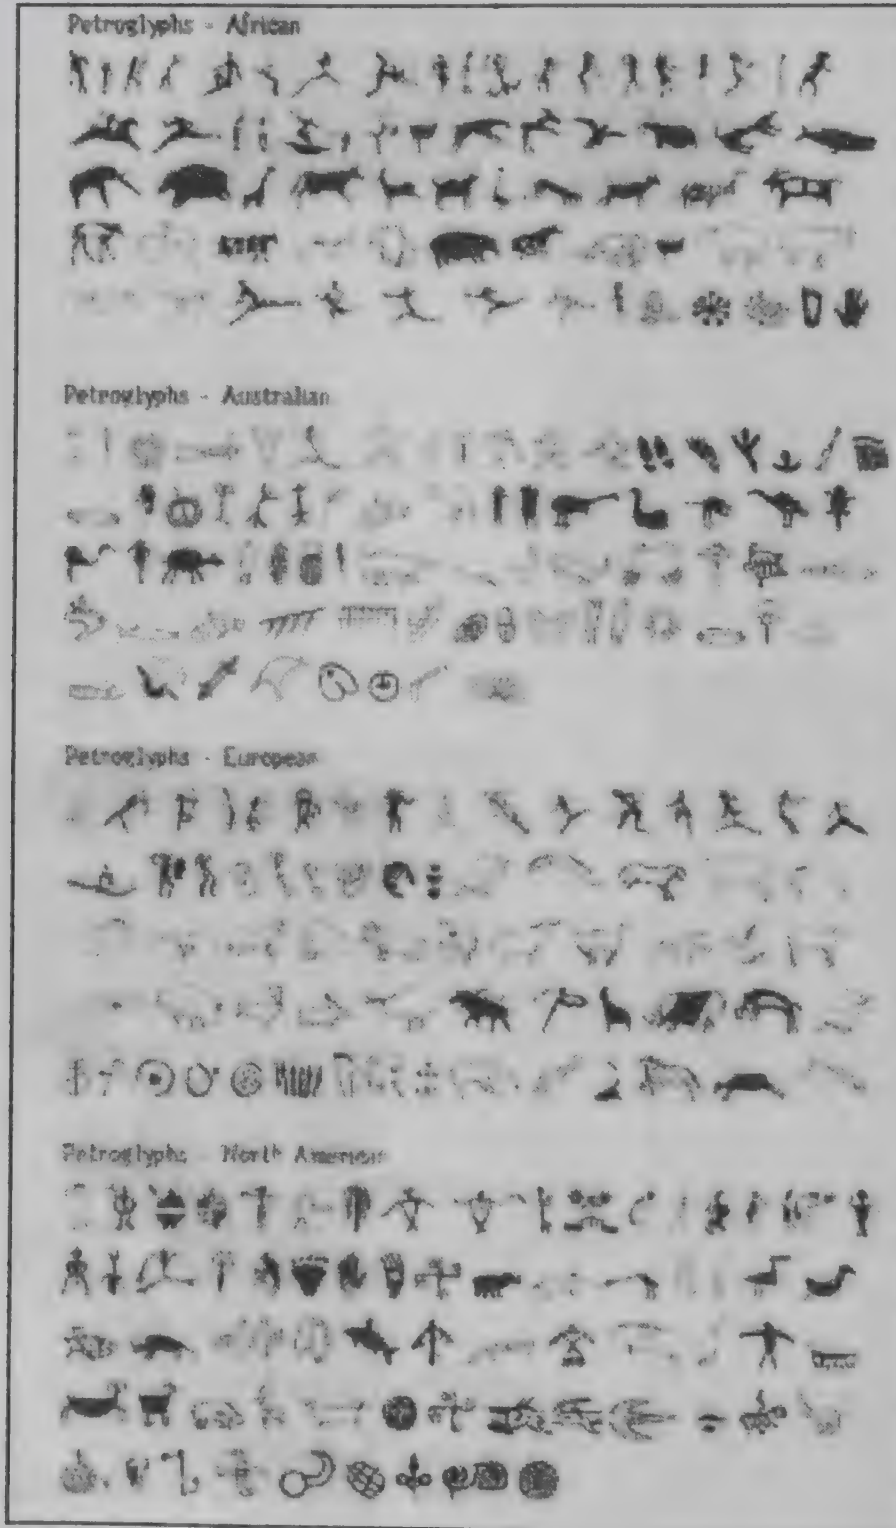 Petroglyphs - African
Petroglyphs - Australian
Petroglyphs - European
Petroglyphs - North American